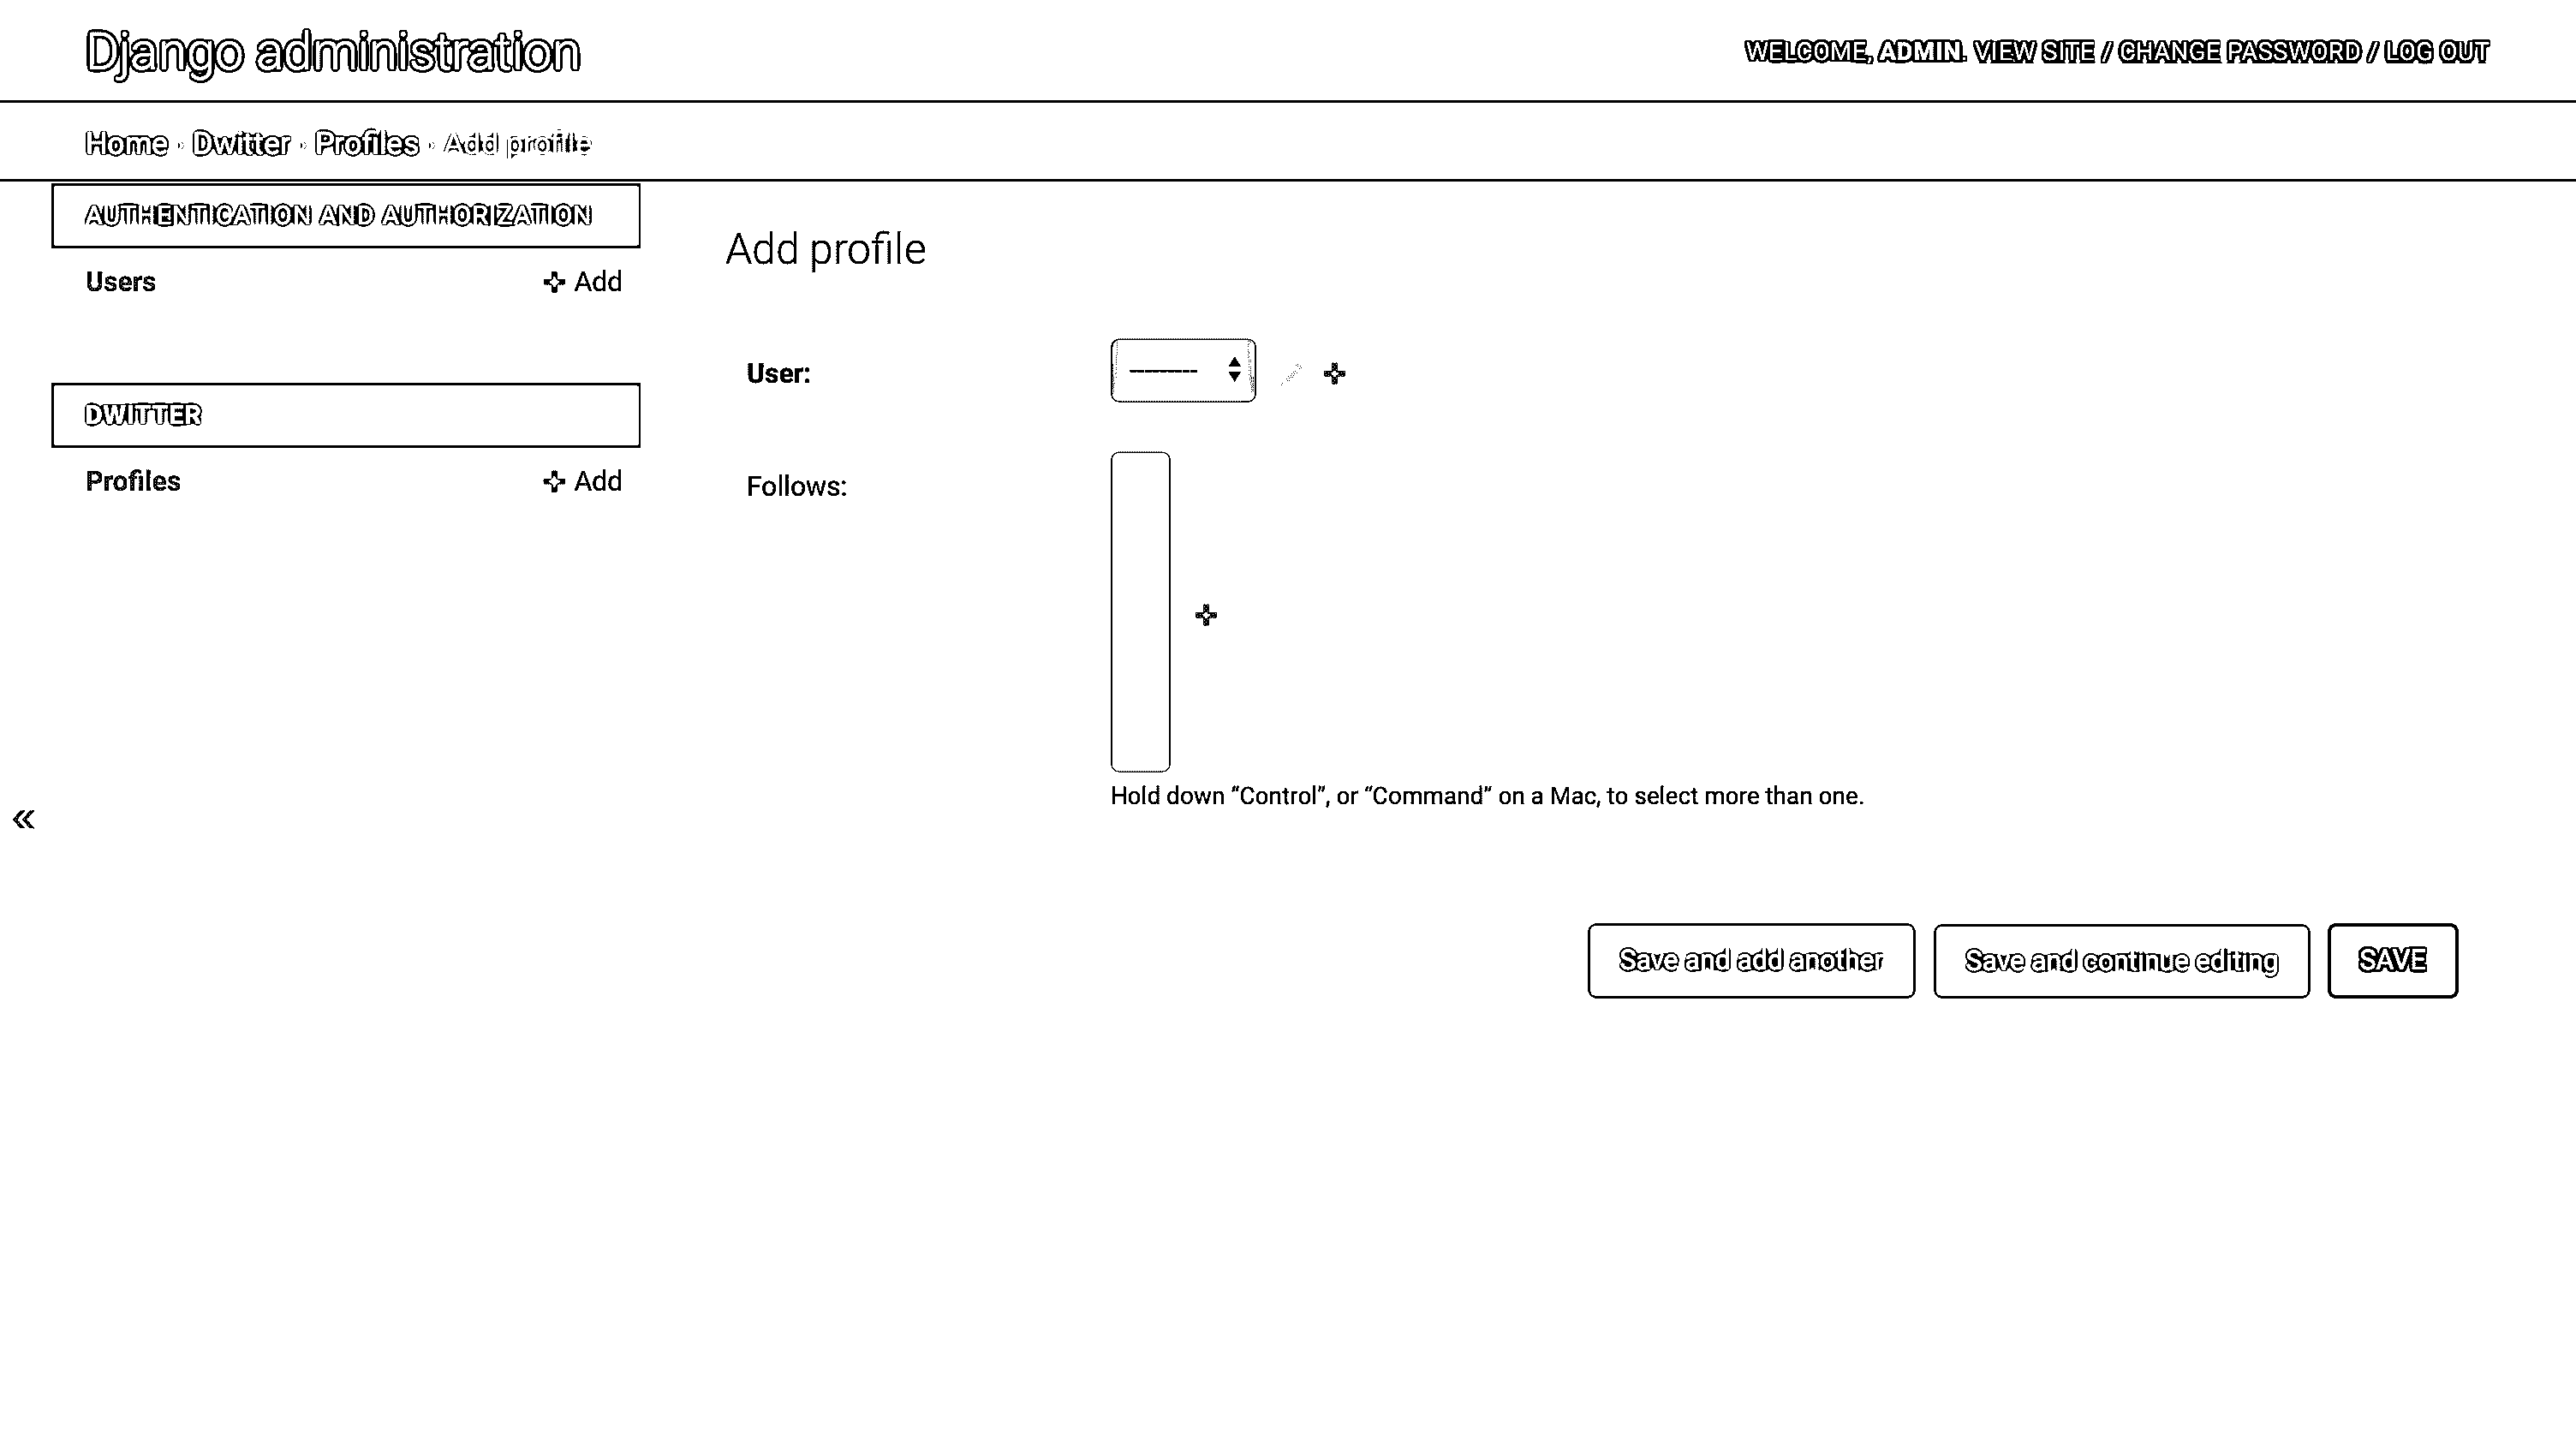 Django administration
WELCOME, ADMIN. VIEW SITE / CHANGE PASSWORD / LOG OUT
Home › Dwitter › Profiles › Add profile
AUTHENTICATION AND AUTHORIZATION
Users
Add
DWITTER
Profiles
Add
«
Add profile
User:
---------
Follows:
Hold down “Control”, or “Command” on a Mac, to select more than one.
Save and add another
Save and continue editing
SAVE